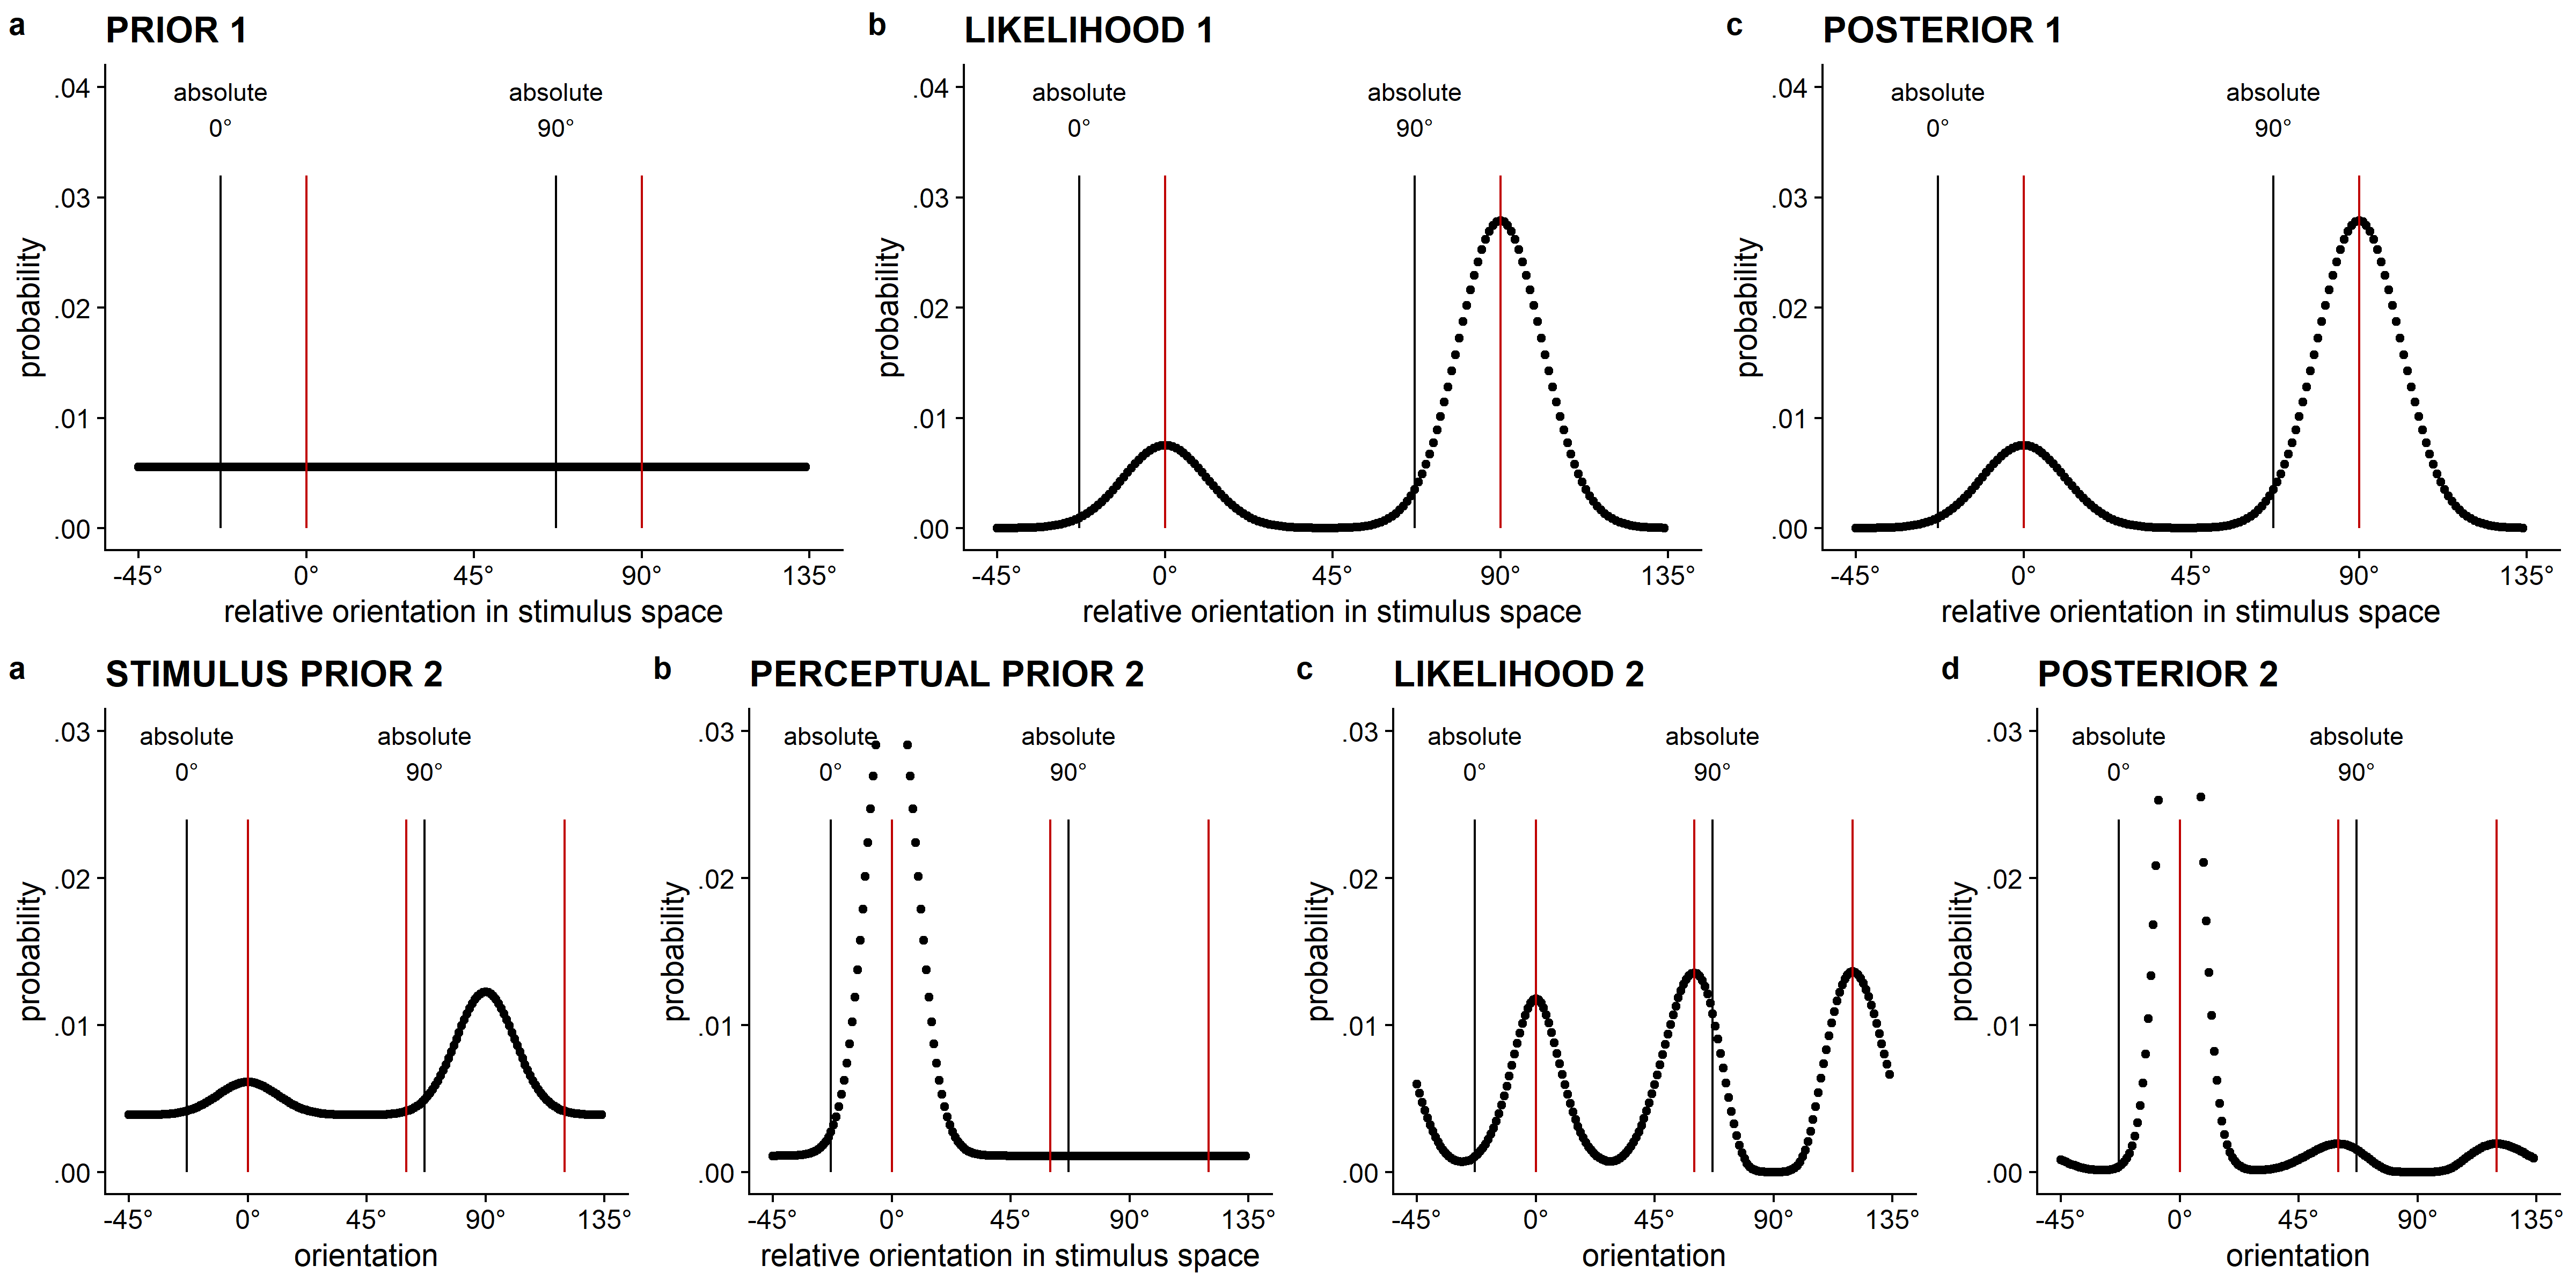 a PRIOR 1
absolute absolute
0° 90°
.04
.03
.02
.01
.00
probability
-45° 0° 45° 90° 135°
relative orientation in stimulus space
b LIKELIHOOD 1
absolute absolute
0° 90°
.04
.03
.02
.01
.00
probability
-45° 0° 45° 90° 135°
relative orientation in stimulus space
c POSTERIOR 1
absolute absolute
0° 90°
.04
.03
.02
.01
.00
probability
-45° 0° 45° 90° 135°
relative orientation in stimulus space
a STIMULUS PRIOR 2
absolute absolute
0° 90°
.03
.02
.01
.00
probability
-45° 0° 45° 90° 135°
orientation
b PERCEPTUAL PRIOR 2
absolute absolute
0° 90°
.03
.02
.01
.00
probability
-45° 0° 45° 90° 135°
relative orientation in stimulus space
c LIKELIHOOD 2
absolute absolute
0° 90°
.03
.02
.01
.00
probability
-45° 0° 45° 90° 135°
orientation
d POSTERIOR 2
absolute absolute
0° 90°
.03
.02
.01
.00
probability
-45° 0° 45° 90° 135°
orientation